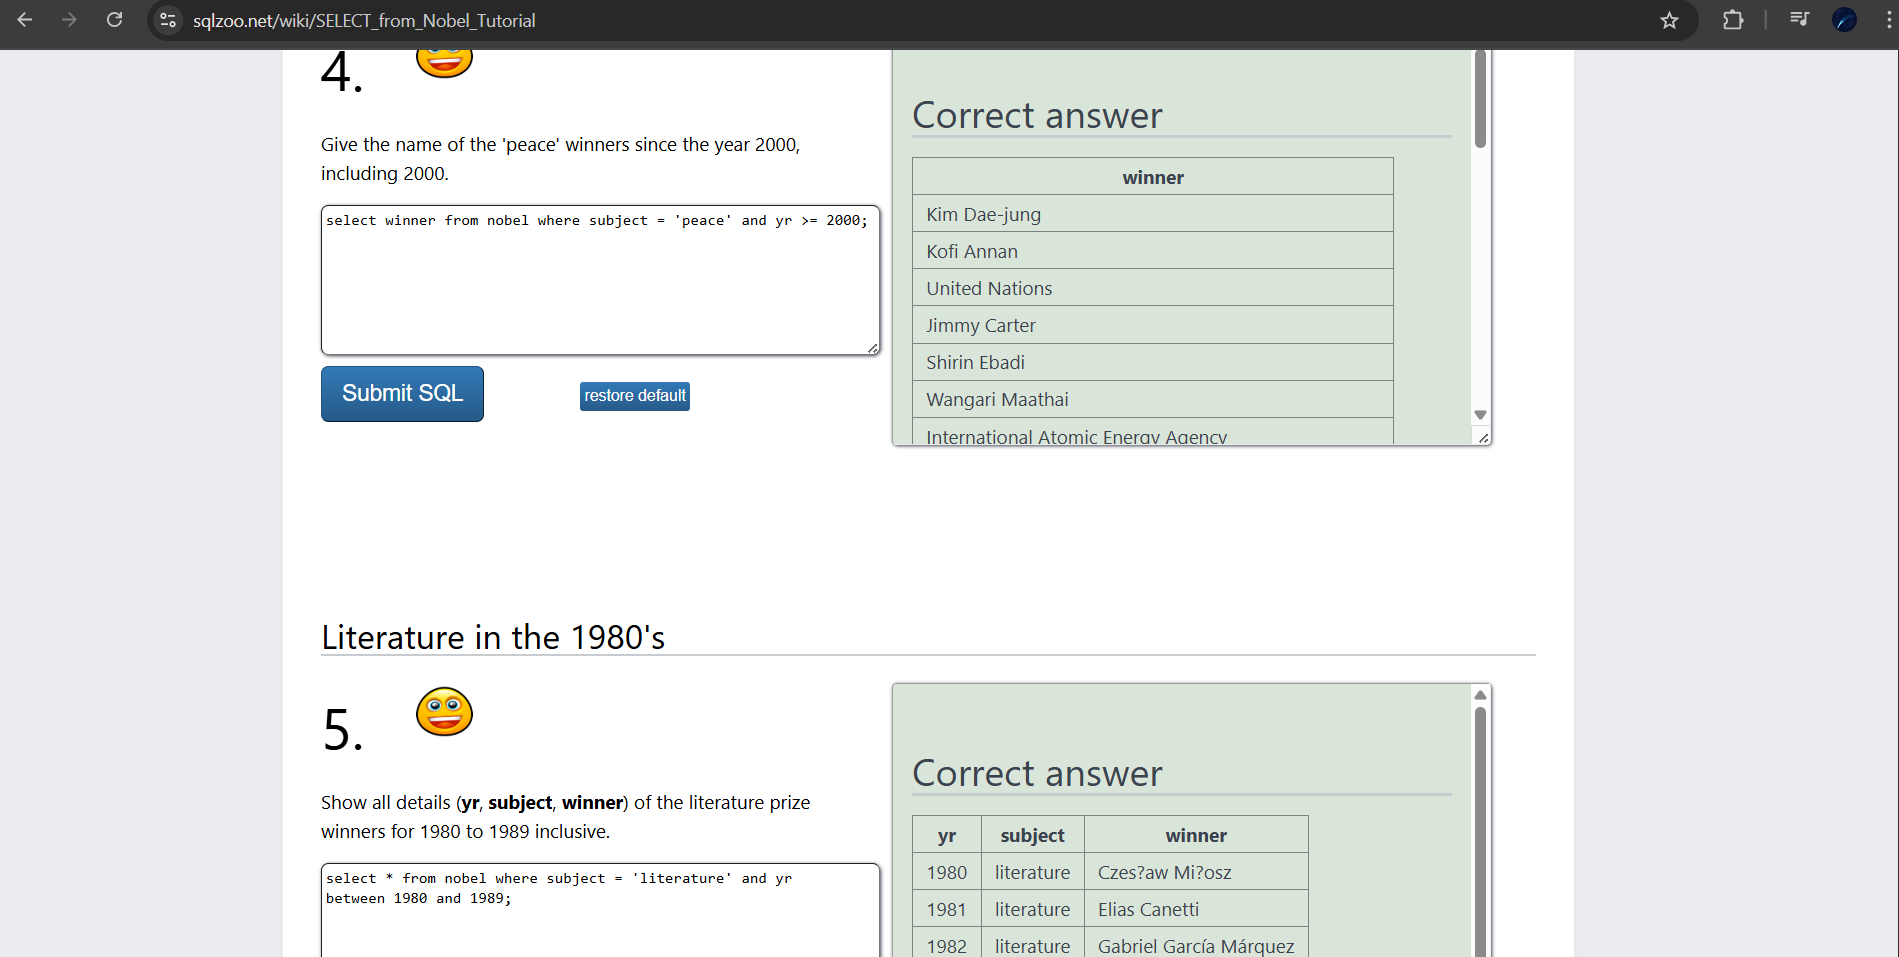 sqlzoo.net/wiki/SELECT_from_Nobel_Tutorial
4.
Give the name of the 'peace' winners since the year 2000,
including 2000.
select winner from nobel where subject = 'peace' and yr >= 2000;
Submit SQL
restore default
Correct answer
winner
Kim Dae-jung
Kofi Annan
United Nations
Jimmy Carter
Shirin Ebadi
Wangari Maathai
International Atomic Energy Agency
Literature in the 1980's
5.
Show all details (yr, subject, winner) of the literature prize
winners for 1980 to 1989 inclusive.
select * from nobel where subject = 'literature' and yr
between 1980 and 1989;
Correct answer
yr subject winner
1980 literature Czes?aw Mi?osz
1981 literature Elias Canetti
1982 literature Gabriel García Márquez